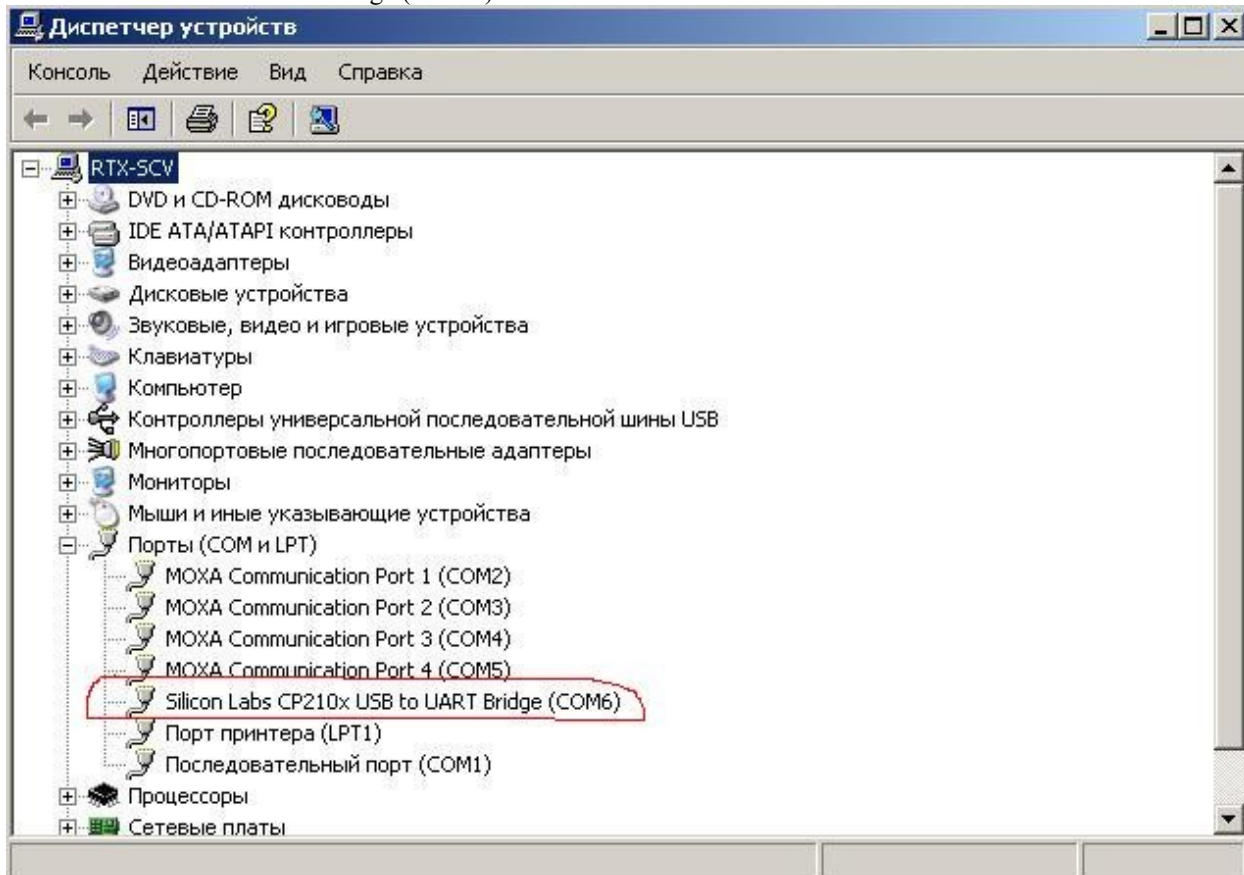 Диспетчер устройств
Консоль Действие Вид Справка
RTX-SCV
DVD и CD-ROM дисководы
IDE ATA/ATAPI контроллеры
Видеоадаптеры
Дисковые устройства
Звуковые, видео и игровые устройства
Клавиатуры
Компьютер
Контроллеры универсальной последовательной шины USB
Многопортовые последовательные адаптеры
Мониторы
Мыши и иные указывающие устройства
Порты (COM и LPT)
MOXA Communication Port 1 (COM2)
MOXA Communication Port 2 (COM3)
MOXA Communication Port 3 (COM4)
MOXA Communication Port 4 (COM5)
Silicon Labs CP210x USB to UART Bridge (COM6)
Порт принтера (LPT1)
Последовательный порт (COM1)
Процессоры
Сетевые платы